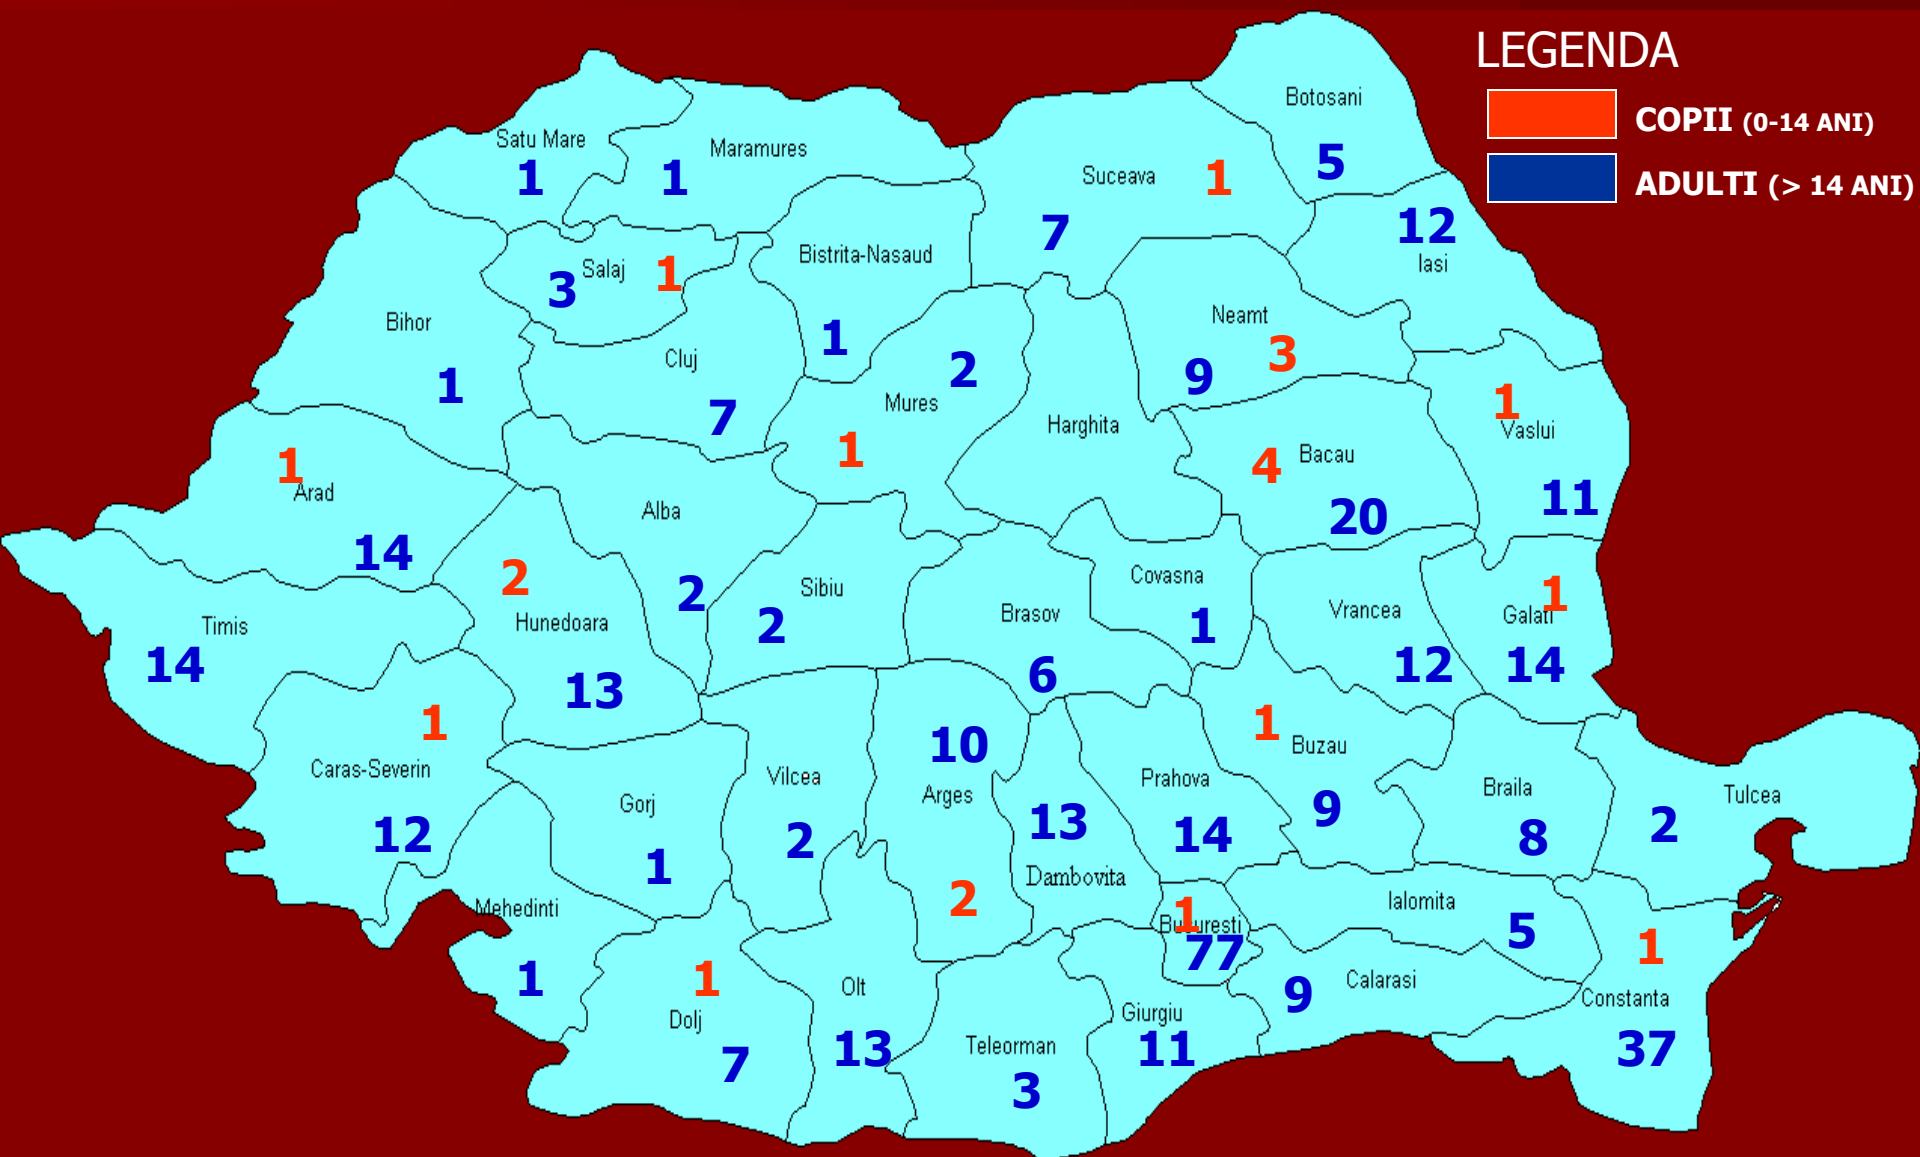 LEGENDA
COPII (0-14 ANI)
ADULTI (> 14 ANI)
Botosani
5
Satu Mare
1
Maramures
1
Suceava
1
7
12
Iasi
Bistrita-Nasaud
1
Salaj
1
3
Bihor
1
Cluj
7
2
Mures
1
Harghita
Neamt
3
9
1
Vaslui
11
4
Bacau
20
1
Arad
14
Alba
2
2
Hunedoara
13
Sibiu
2
Brasov
6
Covasna
1
Vrancea
12
1
Galati
14
Timis
14
1
Caras-Severin
12
Gorj
1
Vilcea
2
10
Arges
2
13
Dambovita
Prahova
14
1
Buzau
9
Braila
8
Tulcea
2
Mehedinti
1
1
Dolj
7
Olt
13
Teleorman
3
Giurgiu
11
1
Bucuresti
77
Ialomita
5
Calarasi
9
1
Constanta
37